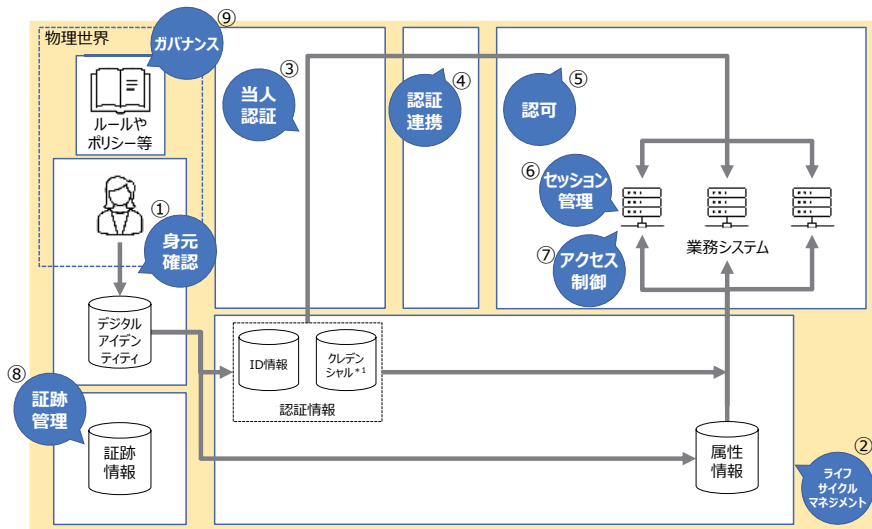 物理世界
⑨
ガバナンス
ルールや
ポリシー等
①
身元
確認
デジタル
アイデン
ティティ
⑧
証跡
管理
証跡
情報
③
当人
認証
④
認証
連携
⑤
認可
⑥
セッション
管理
⑦
アクセス
制御
業務システム
ID情報
クレデン
シャル*1
認証情報
属性
情報
②
ライフ
サイクル
マネジメント